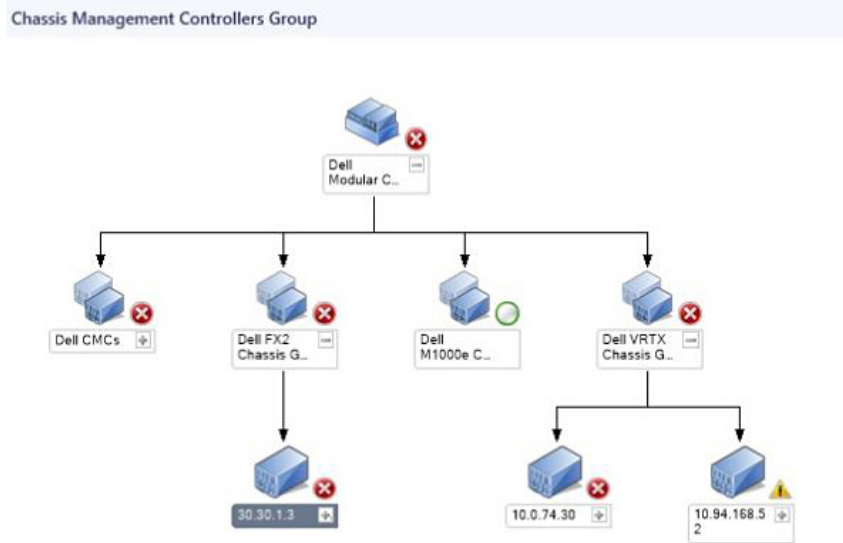 Chassis Management Controllers Group
Dell
Modular C...
Dell CMCs
Dell FX2
Chassis G...
Dell
M1000e C...
Dell VRTX
Chassis G...
30.30.1.3
10.0.74.30
10.94.168.5
2